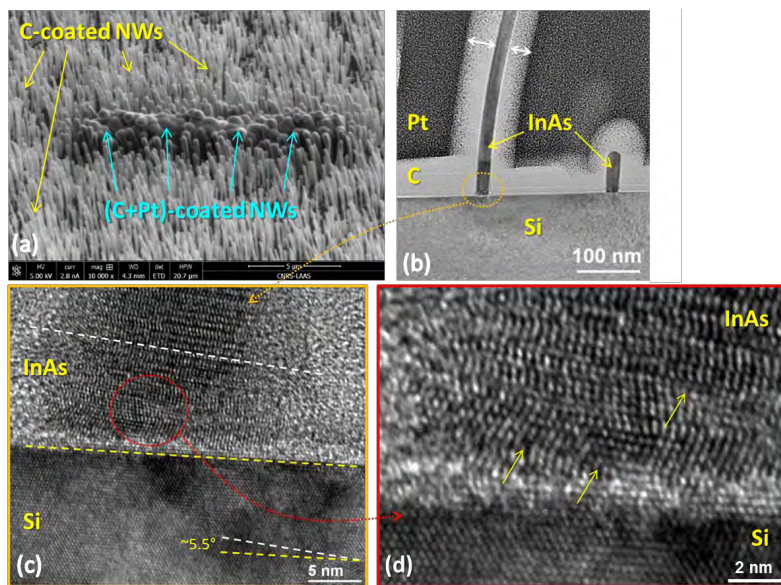 C-coated NWs
(C+Pt)-coated NWs
(a)
HV curr mag WD det HFW 5 µm
5.00 kV 2.8 nA 10 000 x 4.3 mm ETD 20.7 µm CNRS-LAAS
Pt
InAs
C
Si
(b)
100 nm
InAs
Si
~5.5°
(c)
5 nm
InAs
Si
(d)
2 nm